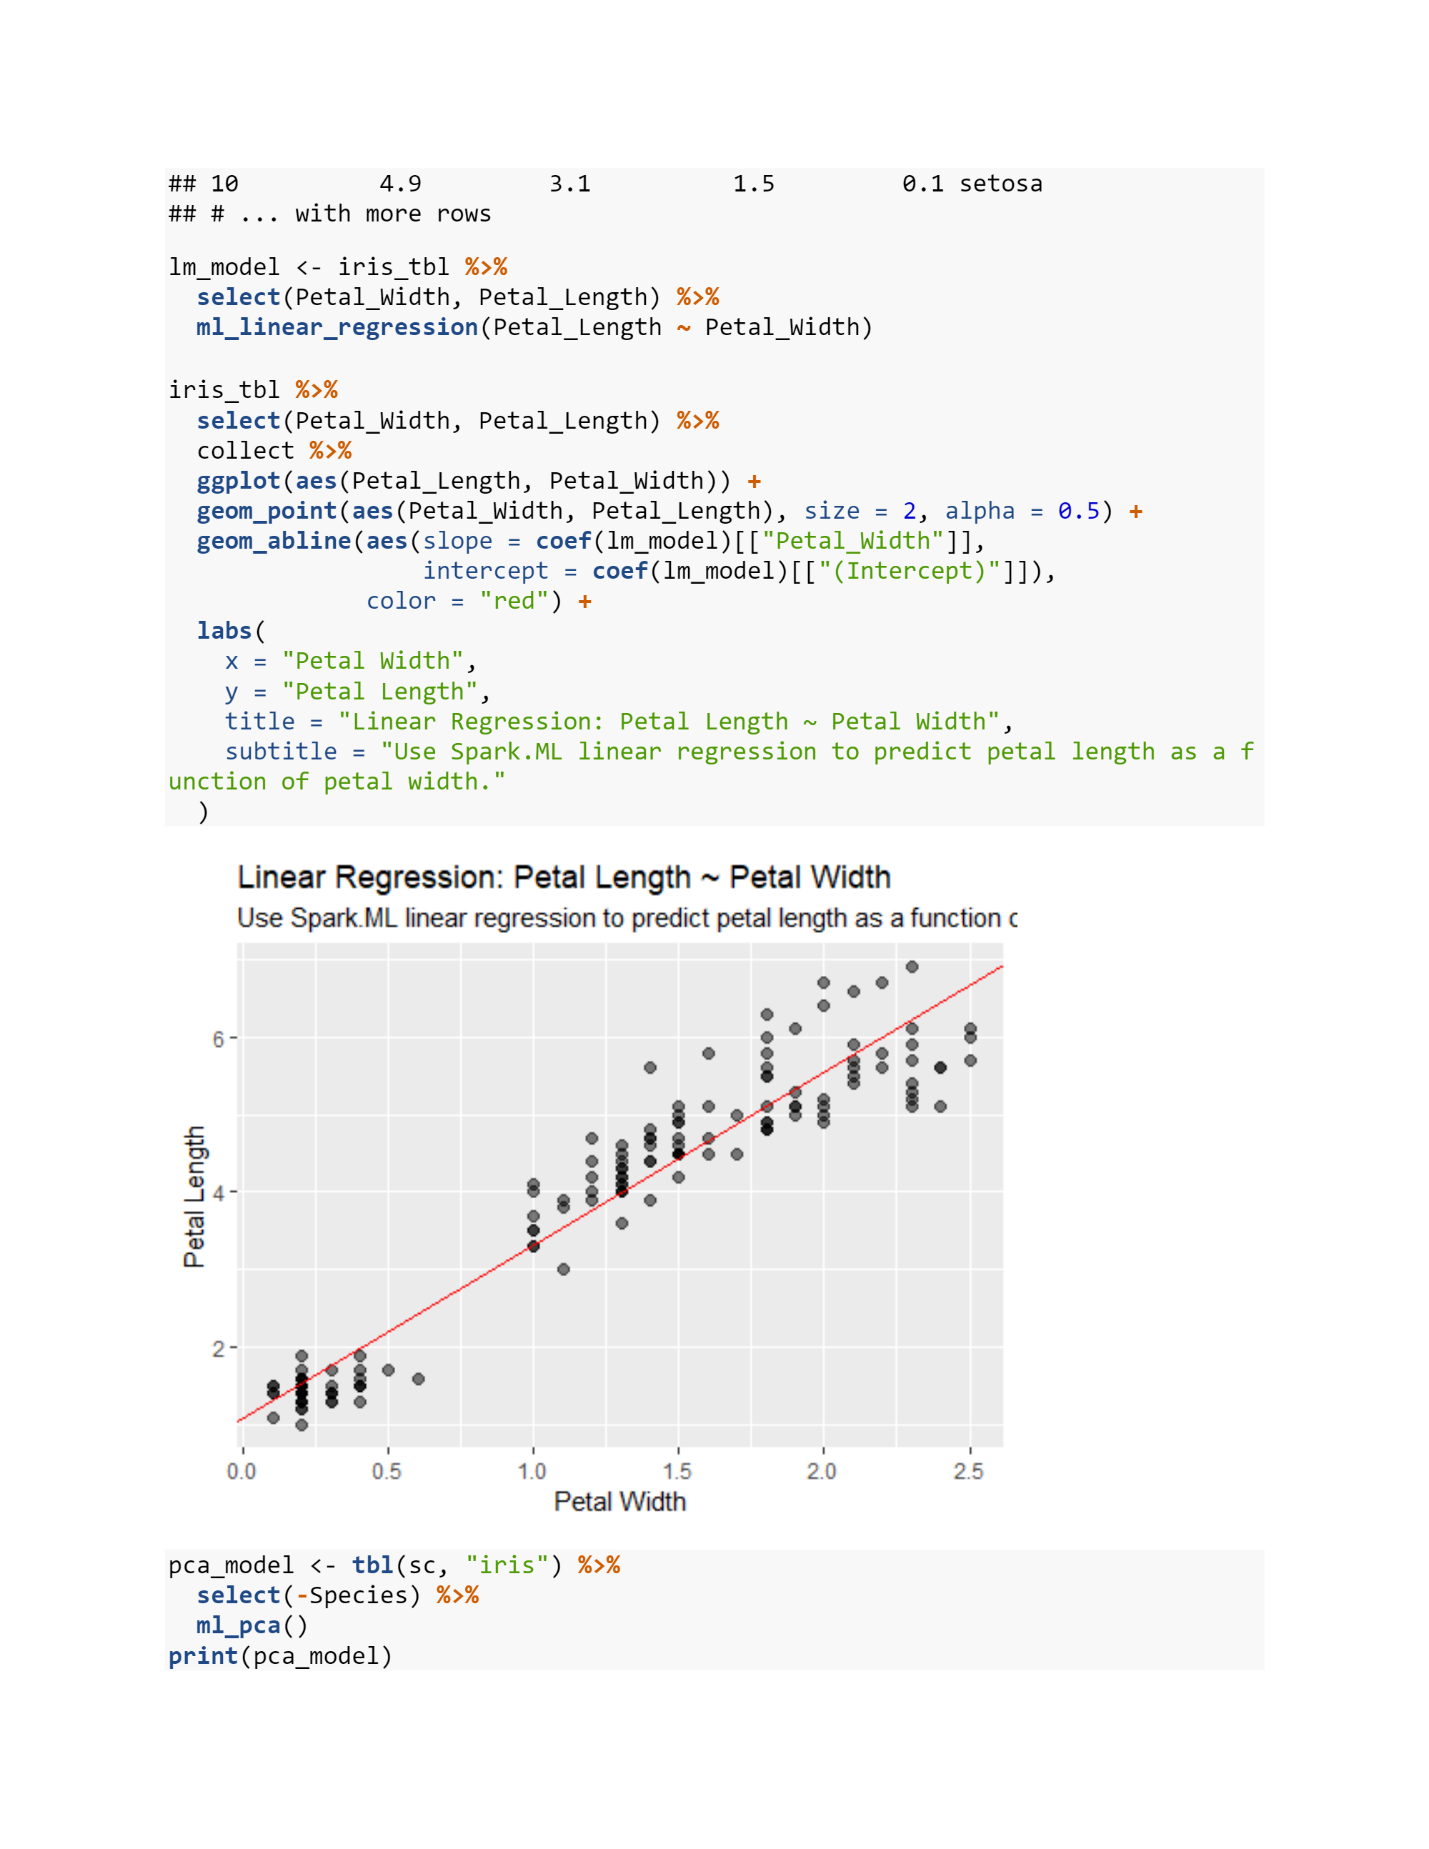 ## 10          4.9         3.1          1.5         0.1 setosa
## # ... with more rows
lm_model <- iris_tbl %>%
  select(Petal_Width, Petal_Length) %>%
  ml_linear_regression(Petal_Length ~ Petal_Width)
iris_tbl %>%
  select(Petal_Width, Petal_Length) %>%
  collect %>%
  ggplot(aes(Petal_Length, Petal_Width)) +
  geom_point(aes(Petal_Width, Petal_Length), size = 2, alpha = 0.5) +
  geom_abline(aes(slope = coef(lm_model)[["Petal_Width"]],
                  intercept = coef(lm_model)[["(Intercept)"]]),
              color = "red") +
  labs(
    x = "Petal Width",
    y = "Petal Length",
    title = "Linear Regression: Petal Length ~ Petal Width",
    subtitle = "Use Spark.ML linear regression to predict petal length as a f
unction of petal width."
  )
Linear Regression: Petal Length ~ Petal Width
Use Spark.ML linear regression to predict petal length as a function
6
4
2
Petal Length
0.0 0.5 1.0 1.5 2.0 2.5
Petal Width
pca_model <- tbl(sc, "iris") %>%
  select(-Species) %>%
  ml_pca()
print(pca_model)